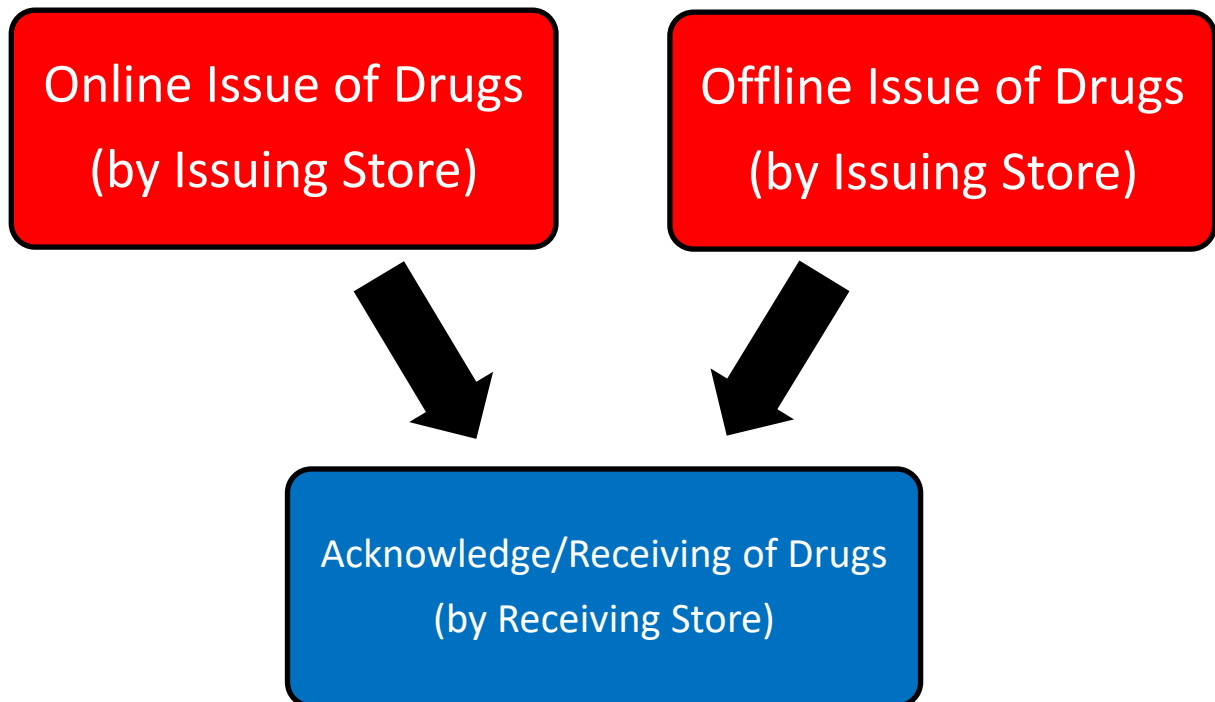 Online Issue of Drugs
(by Issuing Store)
Offline Issue of Drugs
(by Issuing Store)
Acknowledge/Receiving of Drugs
(by Receiving Store)